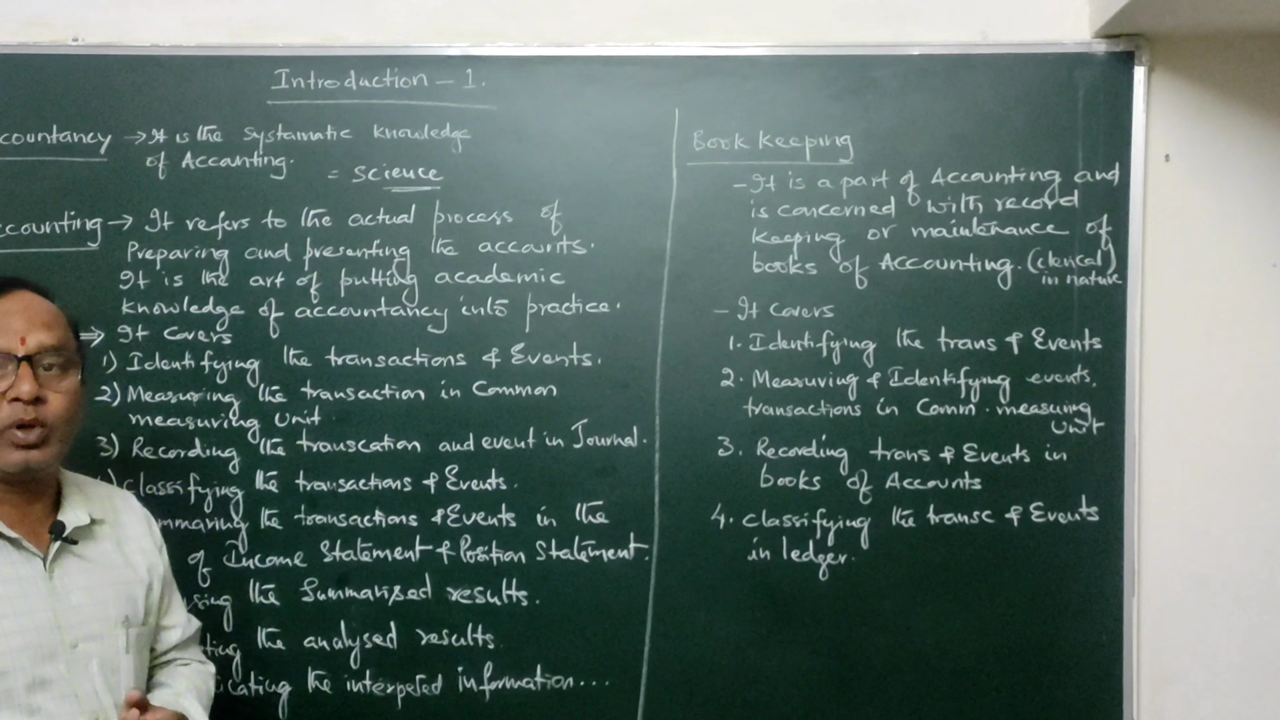 Introduction - 1.
ccountancy → It is the Systamatic Knowledge
of Accounting.
= Science
ccounting → It refers to the actual process of
Preparing and presenting the accounts.
It is the art of putting academic
knowledge of accountancy into practice.
⇒ It Covers
1) Identifying the transactions & Events.
2) Measuring the transaction in Common
measuring Unit.
3) Recording the transcation and event in Journal.
) Classifying the transactions & Events.
mmaring the transactions & Events in the
of Income Statement & Position Statement.
sing the Summarised results.
ting the analysed results.
icating the interpeted information...
Book Keeping
- It is a part of Accounting and
is concerned with record
Keeping or maintenance of
books of Accounting. (clerical)
in nature
- It Covers
1. Identifying the trans & Events
2. Measuring & Identifying events.
transactions in Comm. measuring
Unit
3. Recording trans & Events in
books of Accounts
4. Classifying the transc & Events
in ledger.